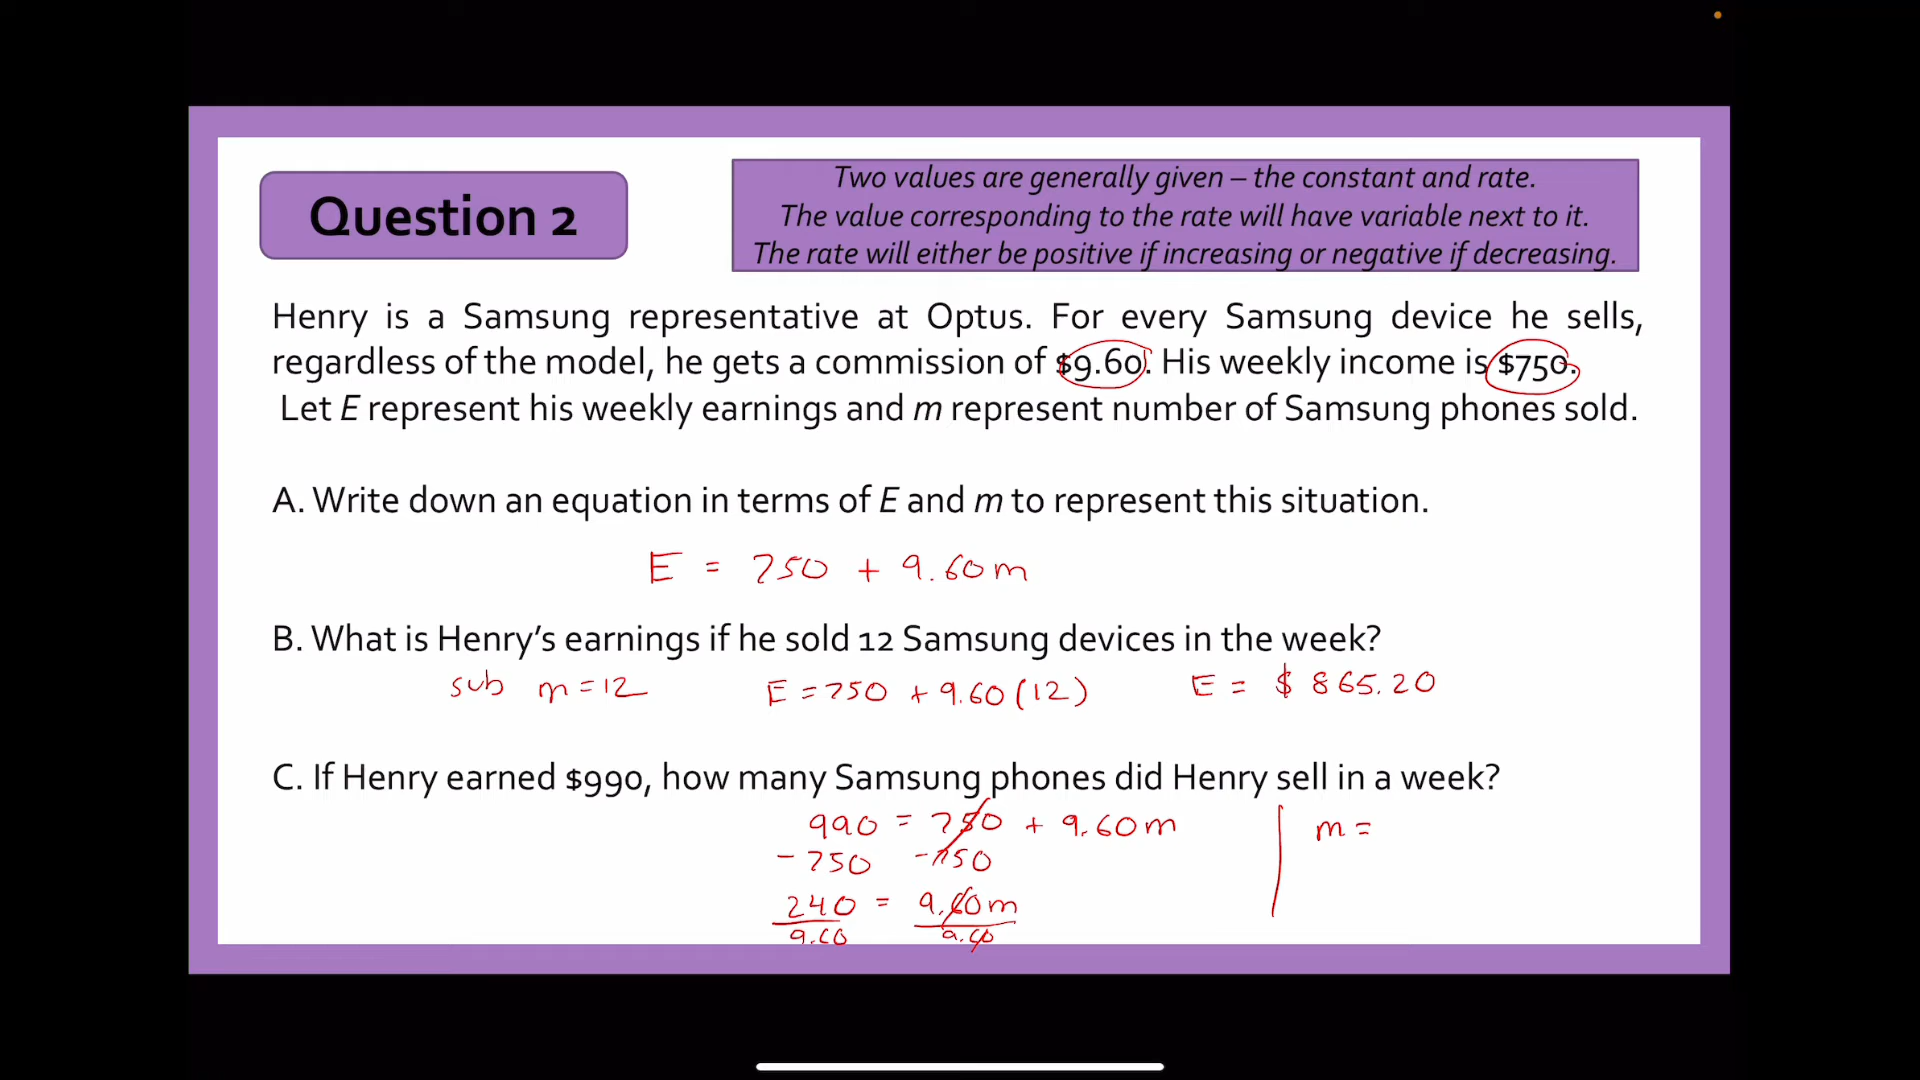 Question 2
Two values are generally given – the constant and rate.
The value corresponding to the rate will have variable next to it.
The rate will either be positive if increasing or negative if decreasing.
Henry is a Samsung representative at Optus. For every Samsung device he sells,
regardless of the model, he gets a commission of $9.60. His weekly income is $750.
Let E represent his weekly earnings and m represent number of Samsung phones sold.
A. Write down an equation in terms of E and m to represent this situation.
E = 750 + 9.60m
B. What is Henry's earnings if he sold 12 Samsung devices in the week?
sub m = 12 E = 750 + 9.60(12) E = $ 865.20
C. If Henry earned $990, how many Samsung phones did Henry sell in a week?
990 = 750 + 9.60m m =
-750 -750
240 = 9.60m
9.60 9.60